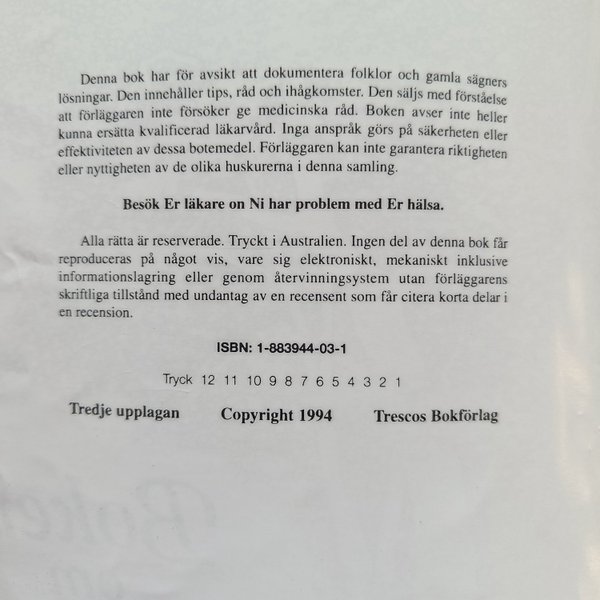 Denna bok har för avsikt att dokumentera folklor och gamla sägners
lösningar. Den innehåller tips, råd och ihågkomster. Den säljs med förståelse
att förläggaren inte försöker ge medicinska råd. Boken avser inte heller
kunna ersätta kvalificerad läkarvård. Inga anspråk görs på säkerheten eller
effektiviteten av dessa botemedel. Förläggaren kan inte garantera riktigheten
eller nyttigheten av de olika huskurerna i denna samling.
Besök Er läkare on Ni har problem med Er hälsa.
Alla rätta är reserverade. Tryckt i Australien. Ingen del av denna bok får
reproduceras på något vis, vare sig elektroniskt, mekaniskt inklusive
informationslagring eller genom återvinningsystem utan förläggarens
skriftliga tillstånd med undantag av en recensent som får citera korta delar i
en recension.
ISBN: 1-883944-03-1
Tryck 12 11 10 9 8 7 6 5 4 3 2 1
Tredje upplagan Copyright 1994 Trescos Bokförlag